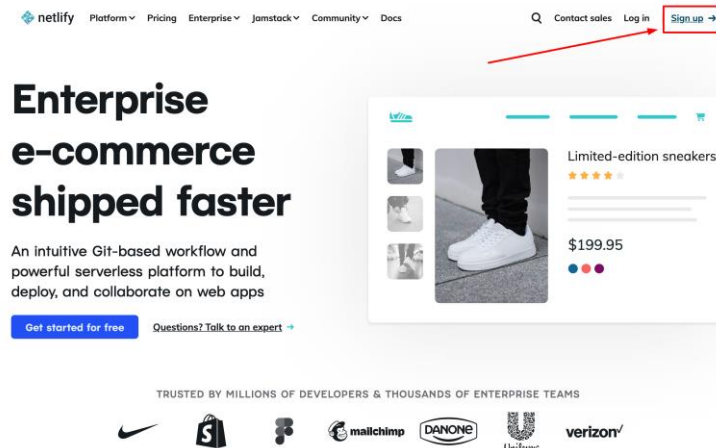 netlify Platform Pricing Enterprise Jamstack Community Docs Contact sales Log in Sign up →
Enterprise
e-commerce
shipped faster
An intuitive Git-based workflow and
powerful serverless platform to build,
deploy, and collaborate on web apps
Get started for free Questions? Talk to an expert →
Limited-edition sneakers
$199.95
TRUSTED BY MILLIONS OF DEVELOPERS & THOUSANDS OF ENTERPRISE TEAMS
mailchimp DANONE verizon✓